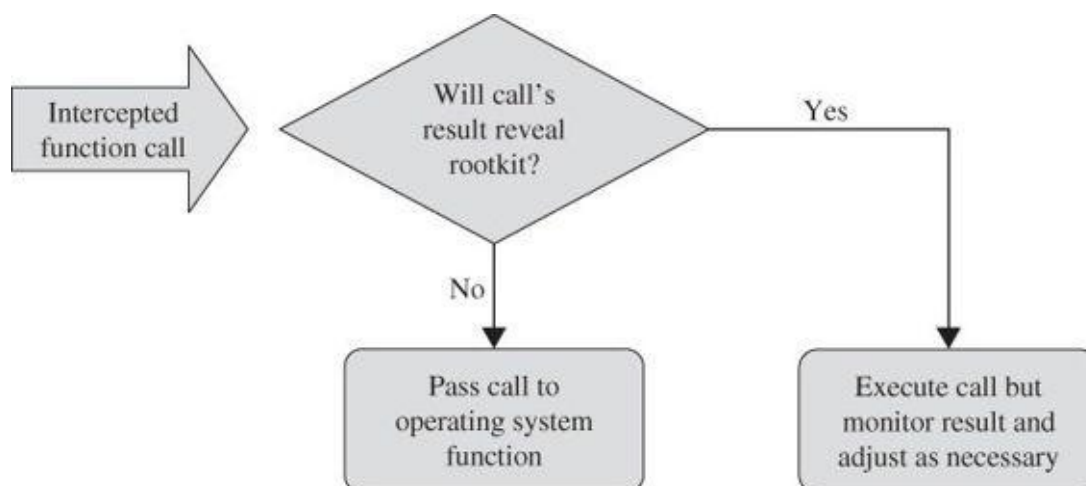 Intercepted
function call
Will call's
result reveal
rootkit?
Yes
No
Pass call to
operating system
function
Execute call but
monitor result and
adjust as necessary